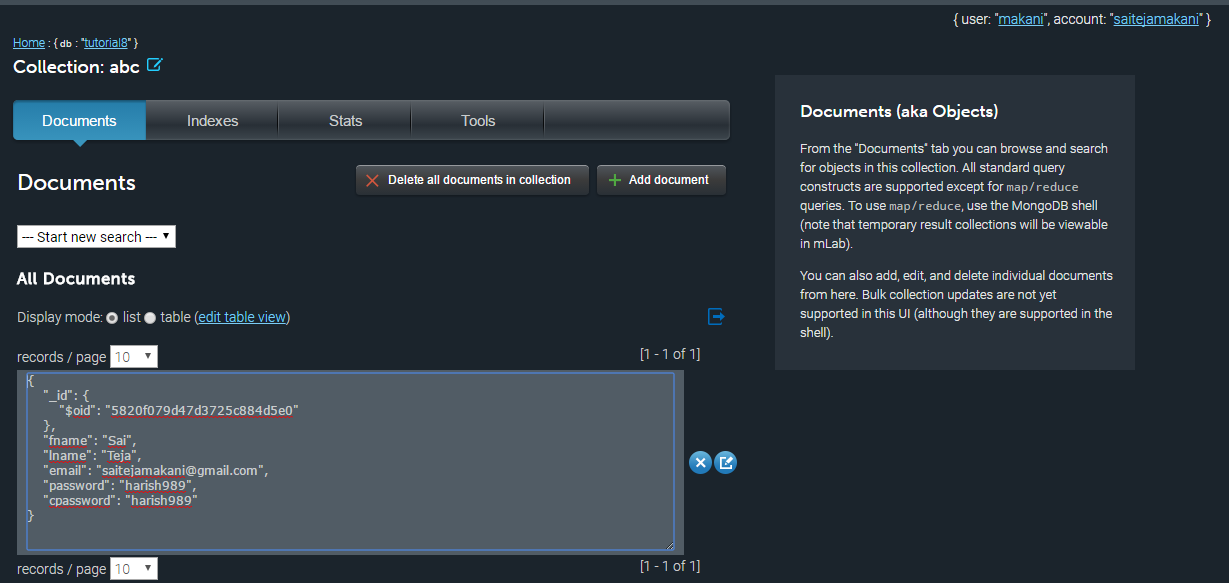 { user: "makani", account: "saitejamakani" }
Home : { db : "tutorial8" }
Collection: abc
Documents Indexes Stats Tools
Documents
Delete all documents in collection
Add document
--- Start new search ---
All Documents
Display mode: list table (edit table view)
records / page 10 [1 - 1 of 1]
{
"_id": {
"$oid": "5820f079d47d3725c884d5e0"
},
"fname": "Sai",
"lname": "Teja",
"email": "saitejamakani@gmail.com",
"password": "harish989",
"cpassword": "harish989"
}
records / page 10 [1 - 1 of 1]
Documents (aka Objects)
From the "Documents" tab you can browse and search
for objects in this collection. All standard query
constructs are supported except for map/reduce
queries. To use map/reduce, use the MongoDB shell
(note that temporary result collections will be viewable
in mLab).
You can also add, edit, and delete individual documents
from here. Bulk collection updates are not yet
supported in this UI (although they are supported in the
shell).